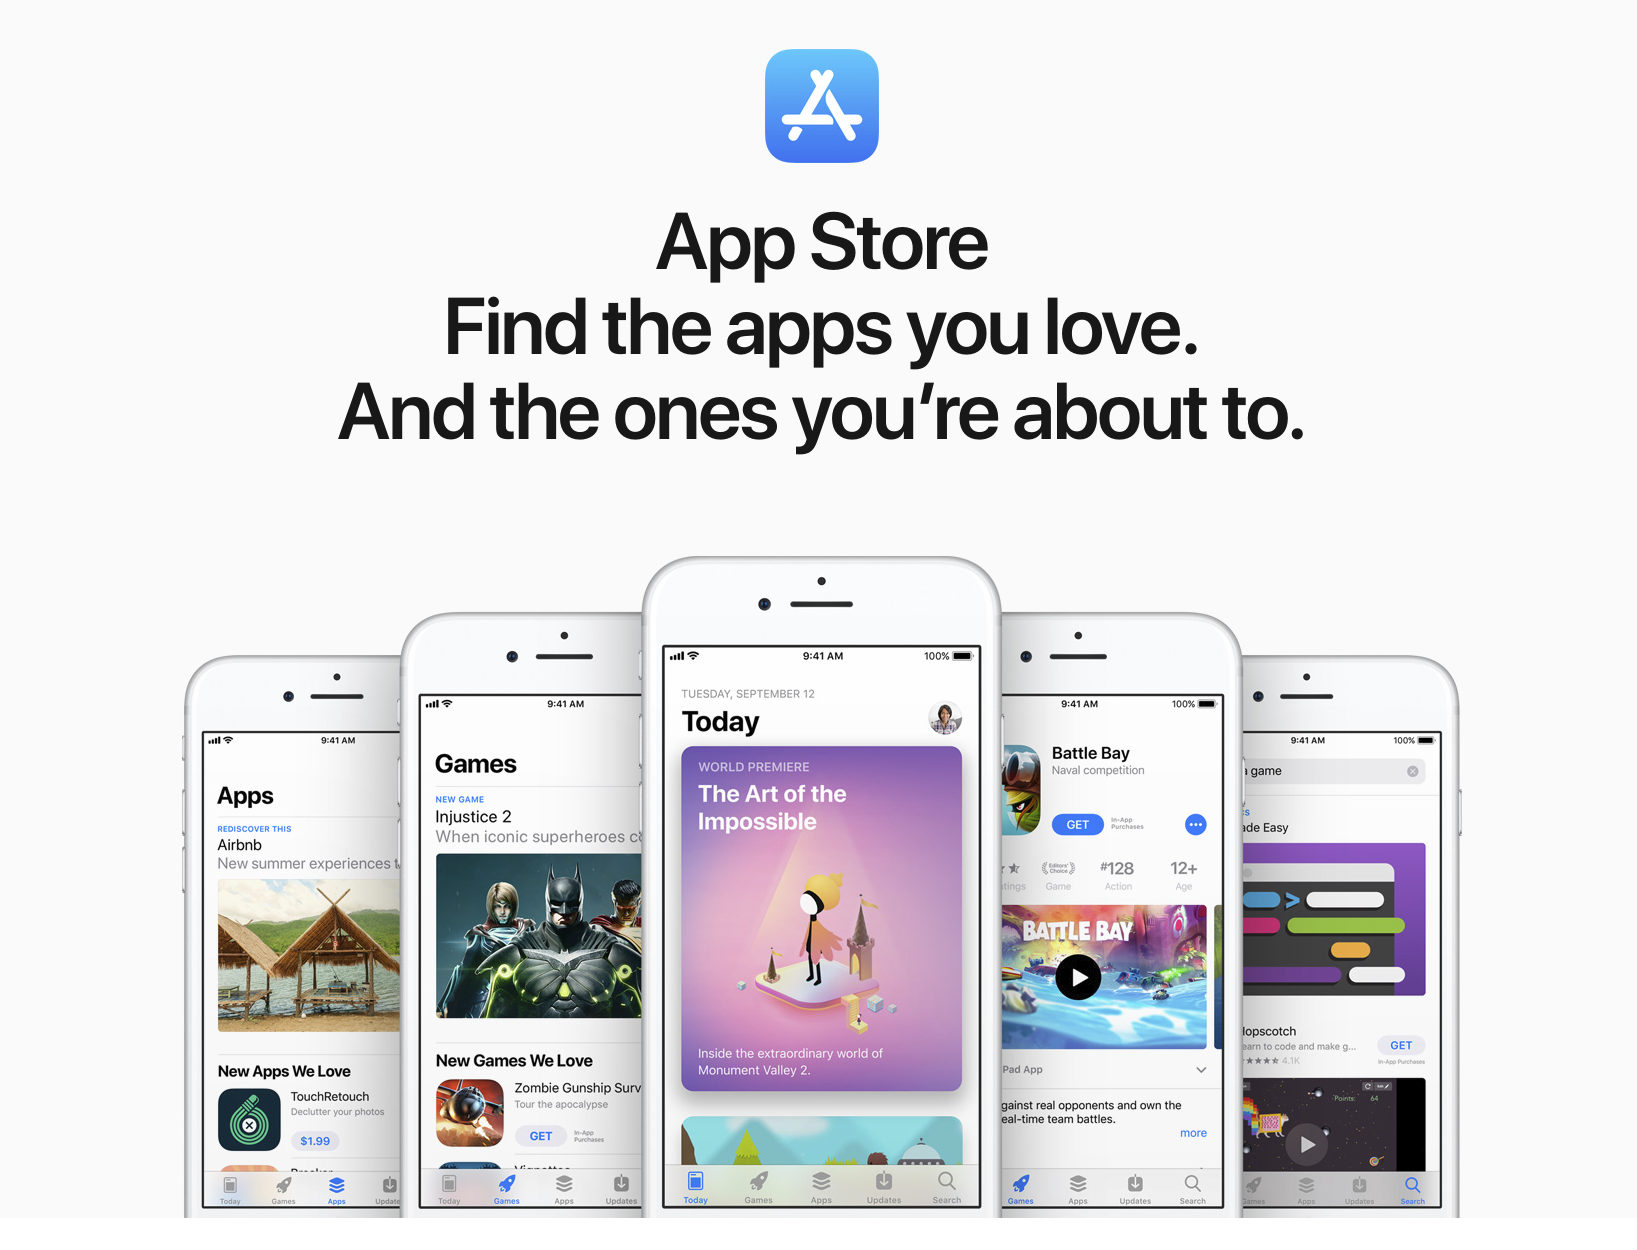 App Store
Find the apps you love.
And the ones you’re about to.
9:41 AM
Apps
REDISCOVER THIS
Airbnb
New summer experiences
New Apps We Love
TouchRetouch
Declutter your photos
$1.99
Today
Games
Apps
9:41 AM
Games
NEW GAME
Injustice 2
When iconic superheroes
New Games We Love
Zombie Gunship Surv
Tour the apocalypse
GET
In-App
Purchases
Today
Games
Apps
Updates
9:41 AM
100%
TUESDAY, SEPTEMBER 12
Today
WORLD PREMIERE
The Art of the
Impossible
Inside the extraordinary world of
Monument Valley 2.
Today
Games
Apps
Updates
Search
9:41 AM
100%
Battle Bay
Naval competition
GET
In-App
Purchases
Editors'
Choice
#128
12+
tings
Game
Action
Age
BATTLE BAY
Pad App
gainst real opponents and own the
eal-time team battles.
more
Games
Apps
Updates
Search
9:41 AM
100%
a game
cs
ade Easy
>
lopscotch
earn to code and make g...
GET
4.1K
In-App Purchases
Points: 64
Games
Apps
Updates
Search